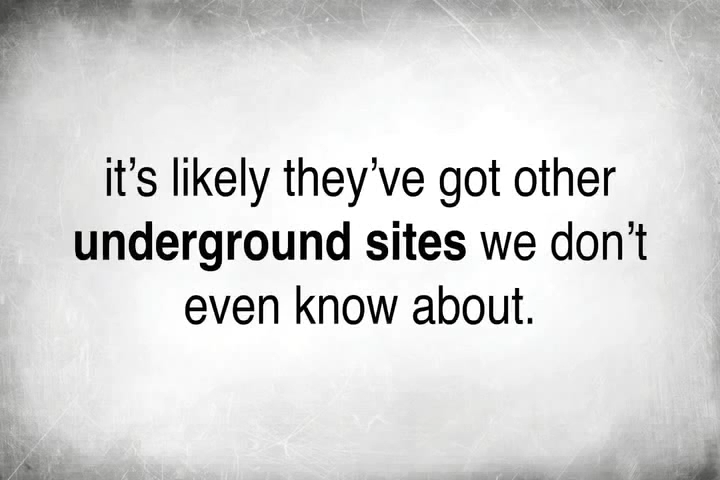 it’s likely they’ve got other
underground sites we don’t
even know about.